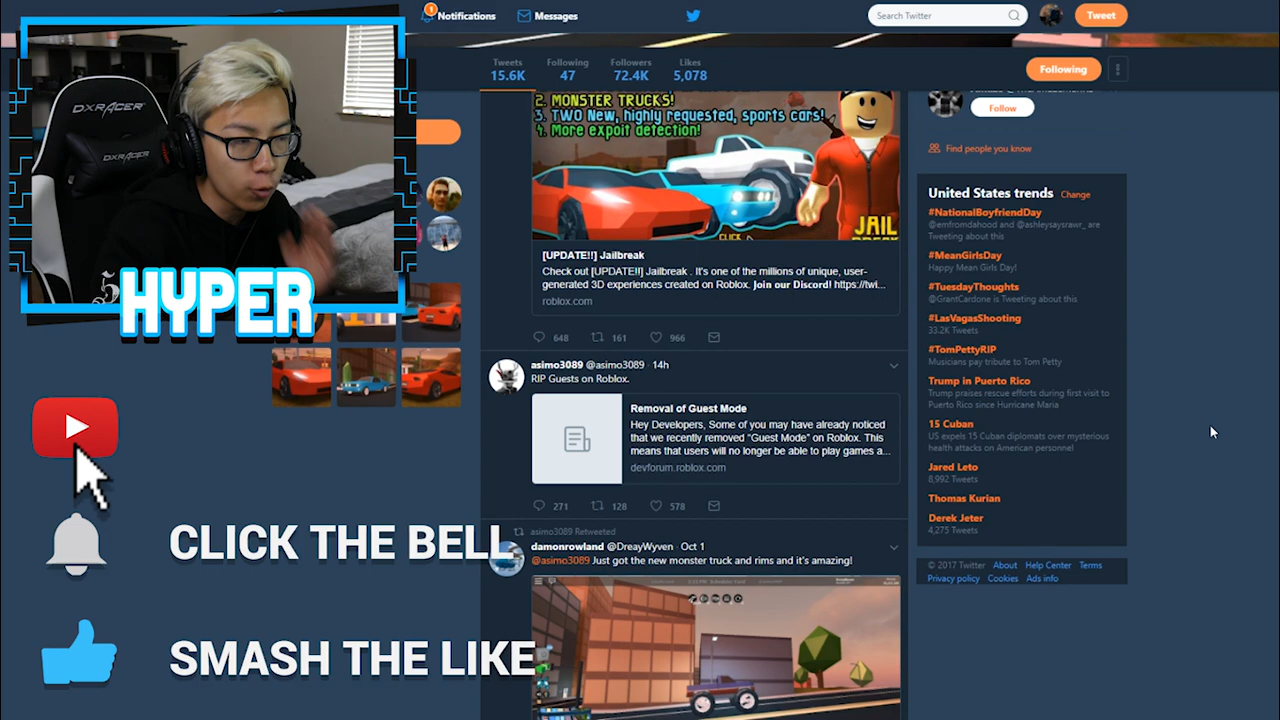 1
Notifications
Messages
Search Twitter
Tweet
Tweets
Following
Followers
Likes
15.6K
47
72.4K
5,078
Following
DXRACER
DXRACER
HYPER
2. MONSTER TRUCKS!
3. TWO New, highly requested, sports cars!
4. More expoit detection!
JAIL
[UPDATE!!] Jailbreak
Check out [UPDATE!!] Jailbreak . It's one of the millions of unique, user-
generated 3D experiences created on Roblox. Join our Discord! https://twi...
roblox.com
648
161
966
asimo3089 @asimo3089 · 14h
RIP Guests on Roblox.
Removal of Guest Mode
Hey Developers, Some of you may have already noticed
that we recently removed "Guest Mode" on Roblox. This
means that users will no longer be able to play games a...
devforum.roblox.com
271
128
578
asimo3089 Retweeted
damonrowland @DreayWyven · Oct 1
@asimo3089 Just got the new monster truck and rims and it's amazing!
Follow
Find people you know
United States trends
Change
#NationalBoyfriendDay
@emfromdahood and @ashleysaysrawr_ are
Tweeting about this
#MeanGirlsDay
Happy Mean Girls Day!
#TuesdayThoughts
@GrantCardone is Tweeting about this
#LasVagasShooting
33.2K Tweets
#TomPettyRIP
Musicians pay tribute to Tom Petty
Trump in Puerto Rico
Trump praises rescue efforts during first visit to
Puerto Rico since Hurricane Maria
15 Cuban
US expels 15 Cuban diplomats over mysterious
health attacks on American personnel
Jared Leto
8,992 Tweets
Thomas Kurian
Derek Jeter
4,275 Tweets
© 2017 Twitter
About
Help Center
Terms
Privacy policy
Cookies
Ads info
CLICK THE BELL
SMASH THE LIKE